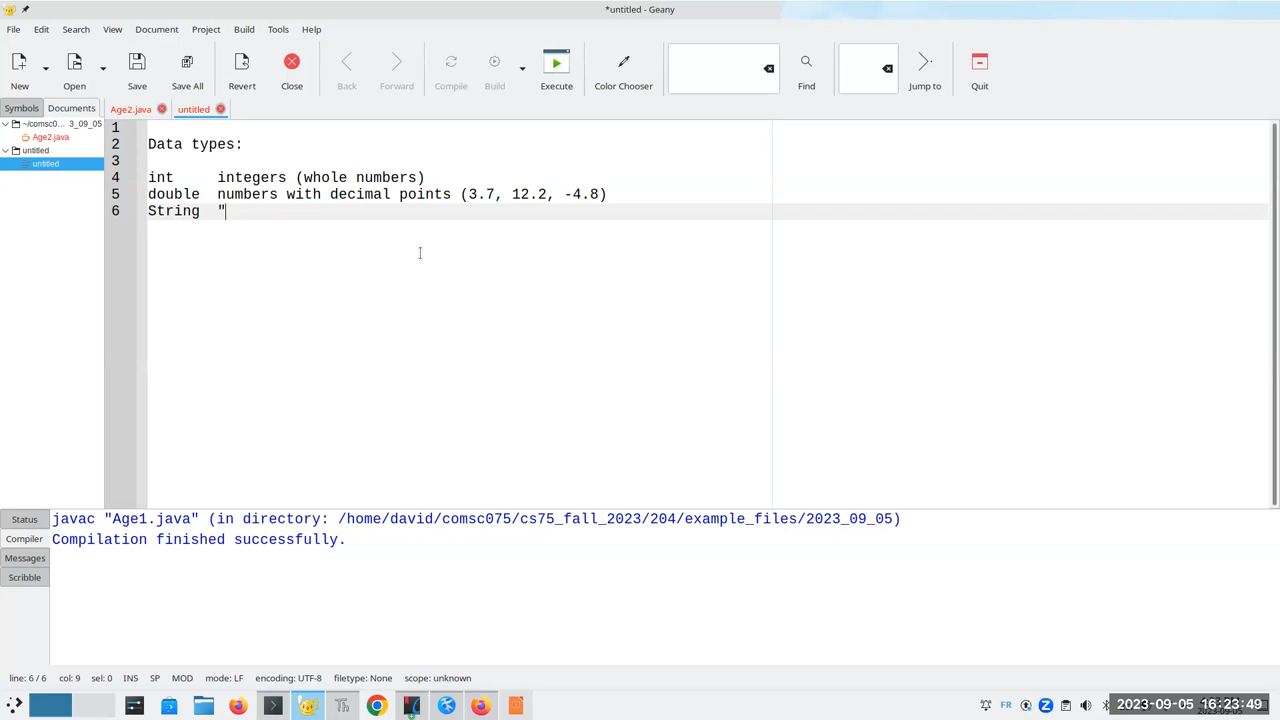 *untitled - Geany
File Edit Search View Document Project Build Tools Help
New Open Save Save All Revert Close Back Forward Compile Build Execute Color Chooser Find Jump to Quit
Symbols Documents Age2.java untitled
~/comsc0... 3_09_05
Age2.java
untitled
untitled
1
2 Data types:
3
4 int integers (whole numbers)
5 double numbers with decimal points (3.7, 12.2, -4.8)
6 String "
Status
Compiler
Messages
Scribble
javac "Age1.java" (in directory: /home/david/comsc075/cs75_fall_2023/204/example_files/2023_09_05)
Compilation finished successfully.
line: 6 / 6 col: 9 sel: 0 INS SP MOD mode: LF encoding: UTF-8 filetype: None scope: unknown
Th FR Z 2023-09-05 16:23:49